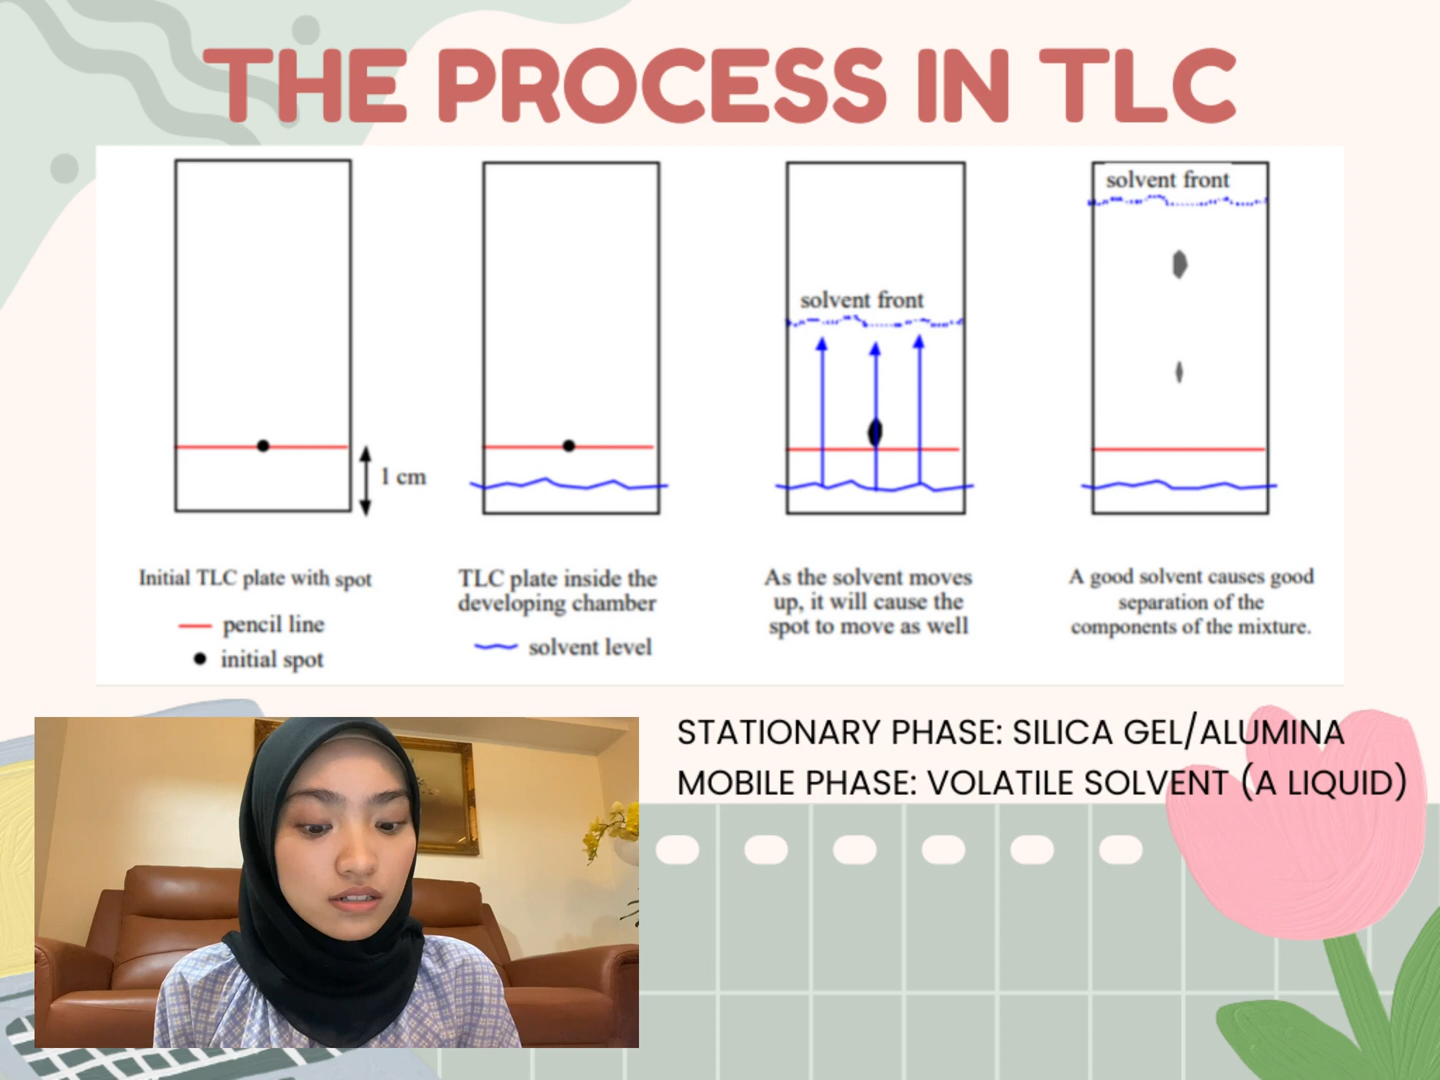 THE PROCESS IN TLC
1 cm
solvent front
solvent front
Initial TLC plate with spot
pencil line
initial spot
TLC plate inside the
developing chamber
solvent level
As the solvent moves
up, it will cause the
spot to move as well
A good solvent causes good
separation of the
components of the mixture.
STATIONARY PHASE: SILICA GEL/ALUMINA
MOBILE PHASE: VOLATILE SOLVENT (A LIQUID)